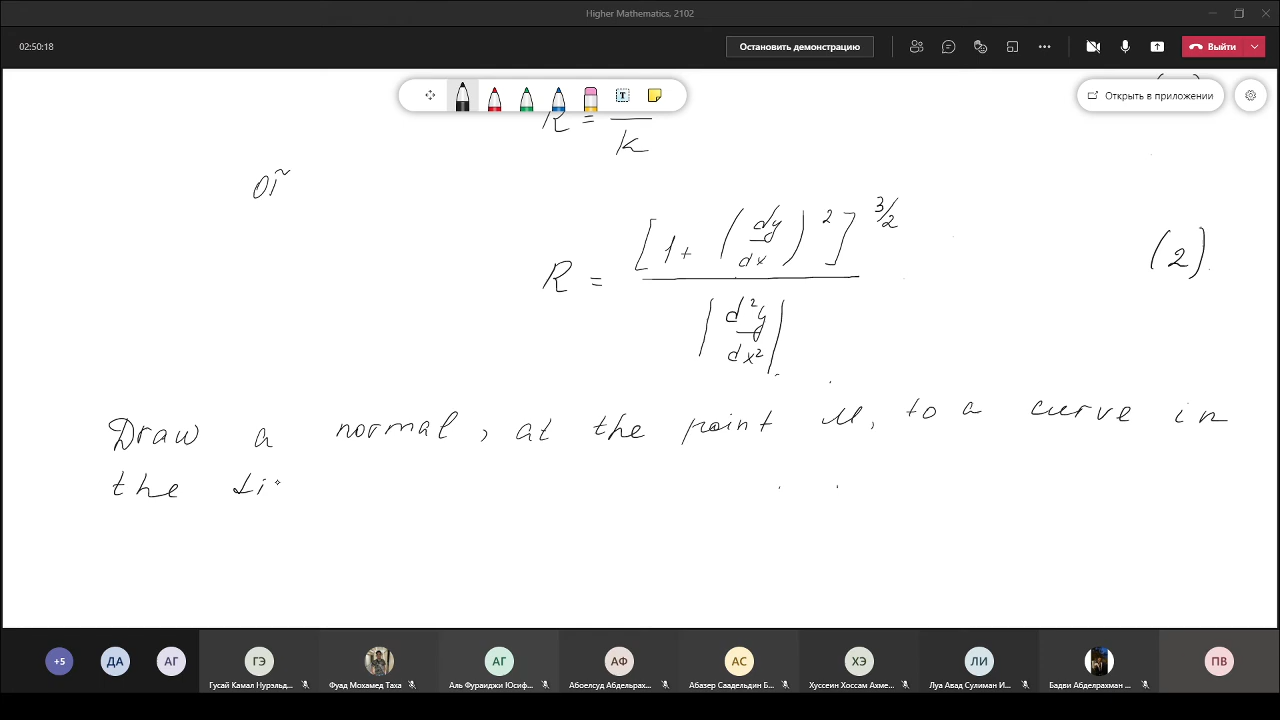 Higher Mathematics, 2102
02:50:18
Остановить демонстрацию
Выйти
Открыть в приложении
R = — K
or
R = [1 + (dy/dx)²]^3/2 / |d²y/dx²| (2)
Draw a normal, at the point M, to a curve in
the di
+5 ДА АГ ГЭ АГ АФ АС ХЭ ЛИ ПВ
Гусай Камал Нурэльд... Фуад Мохамед Таха Аль Фураиджи Юсиф... Абоелсуд Абдельрах... Абазер Саадельдин Б... Хуссеин Хоссам Ахме... Луа Авад Сулиман И... Бадви Абделрахман ...